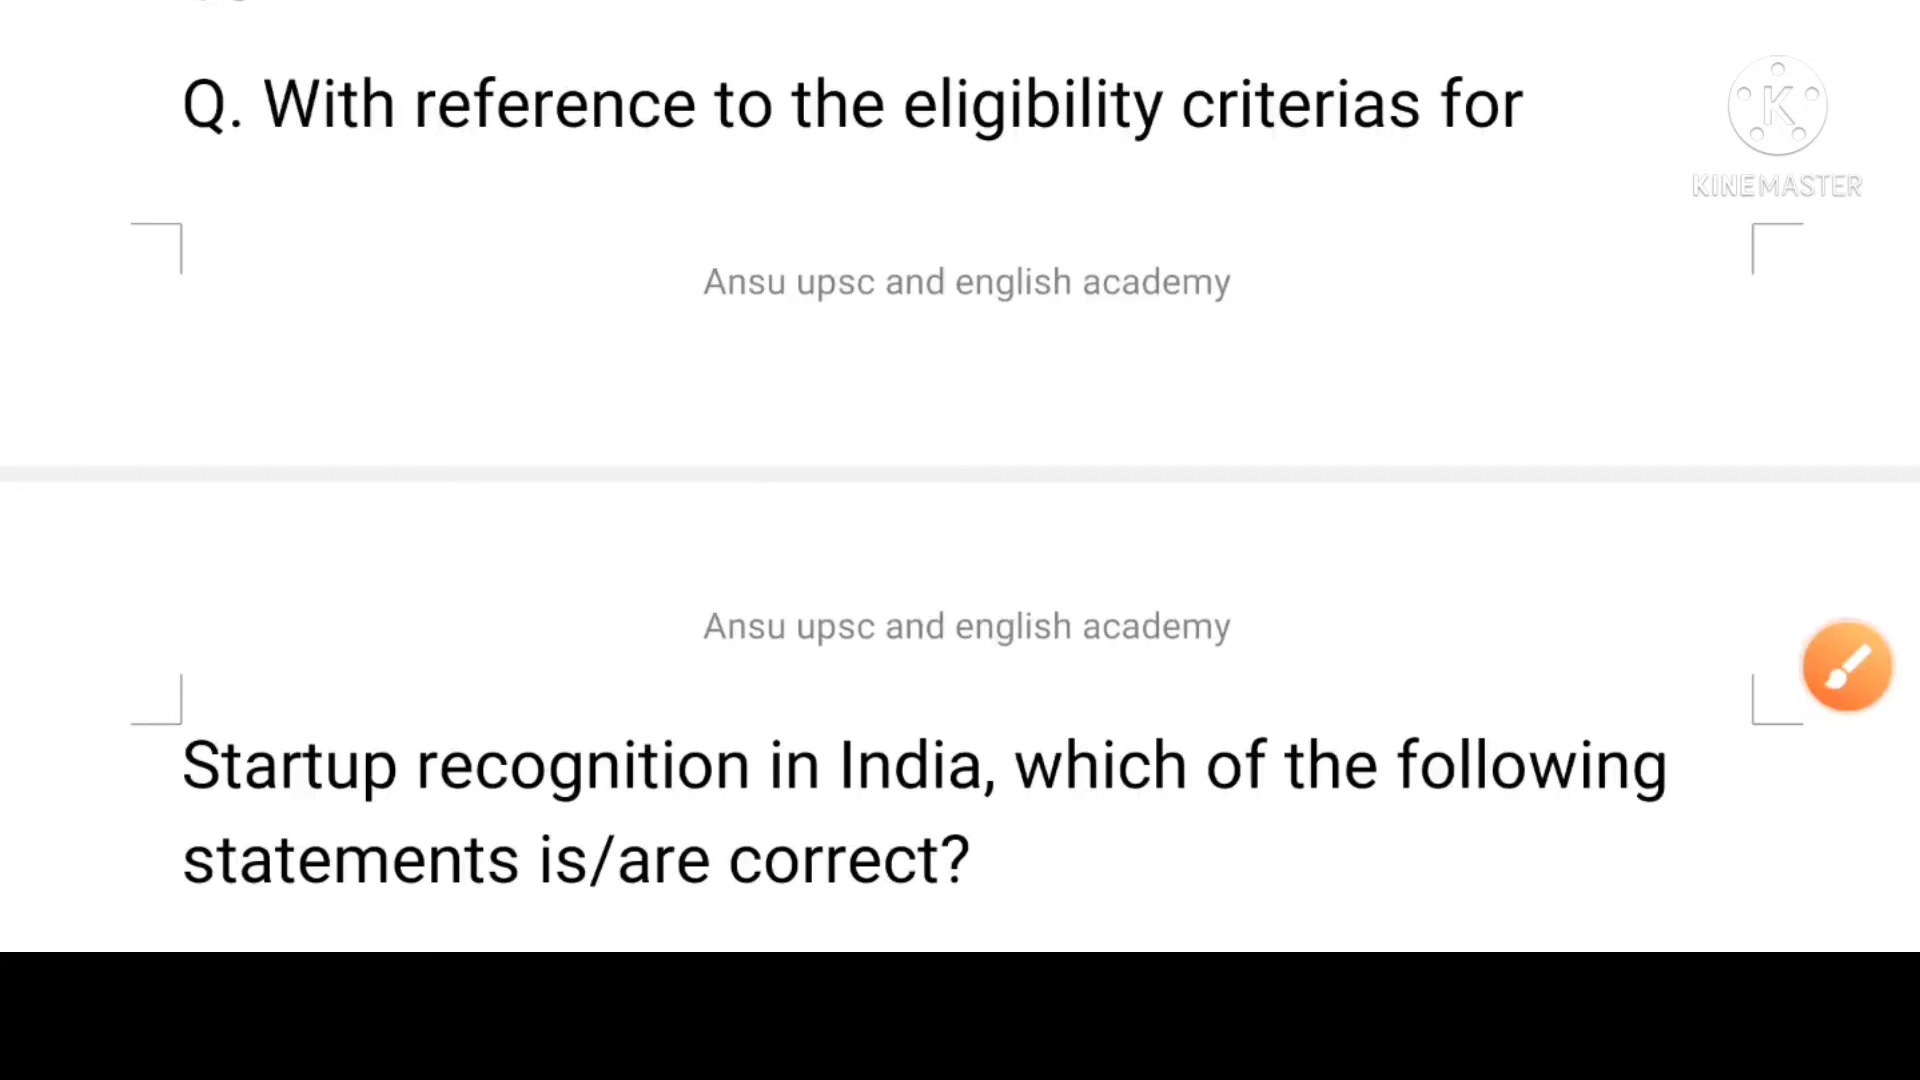 Q. With reference to the eligibility criterias for
KINEMASTER
Ansu upsc and english academy
Ansu upsc and english academy
Startup recognition in India, which of the following
statements is/are correct?